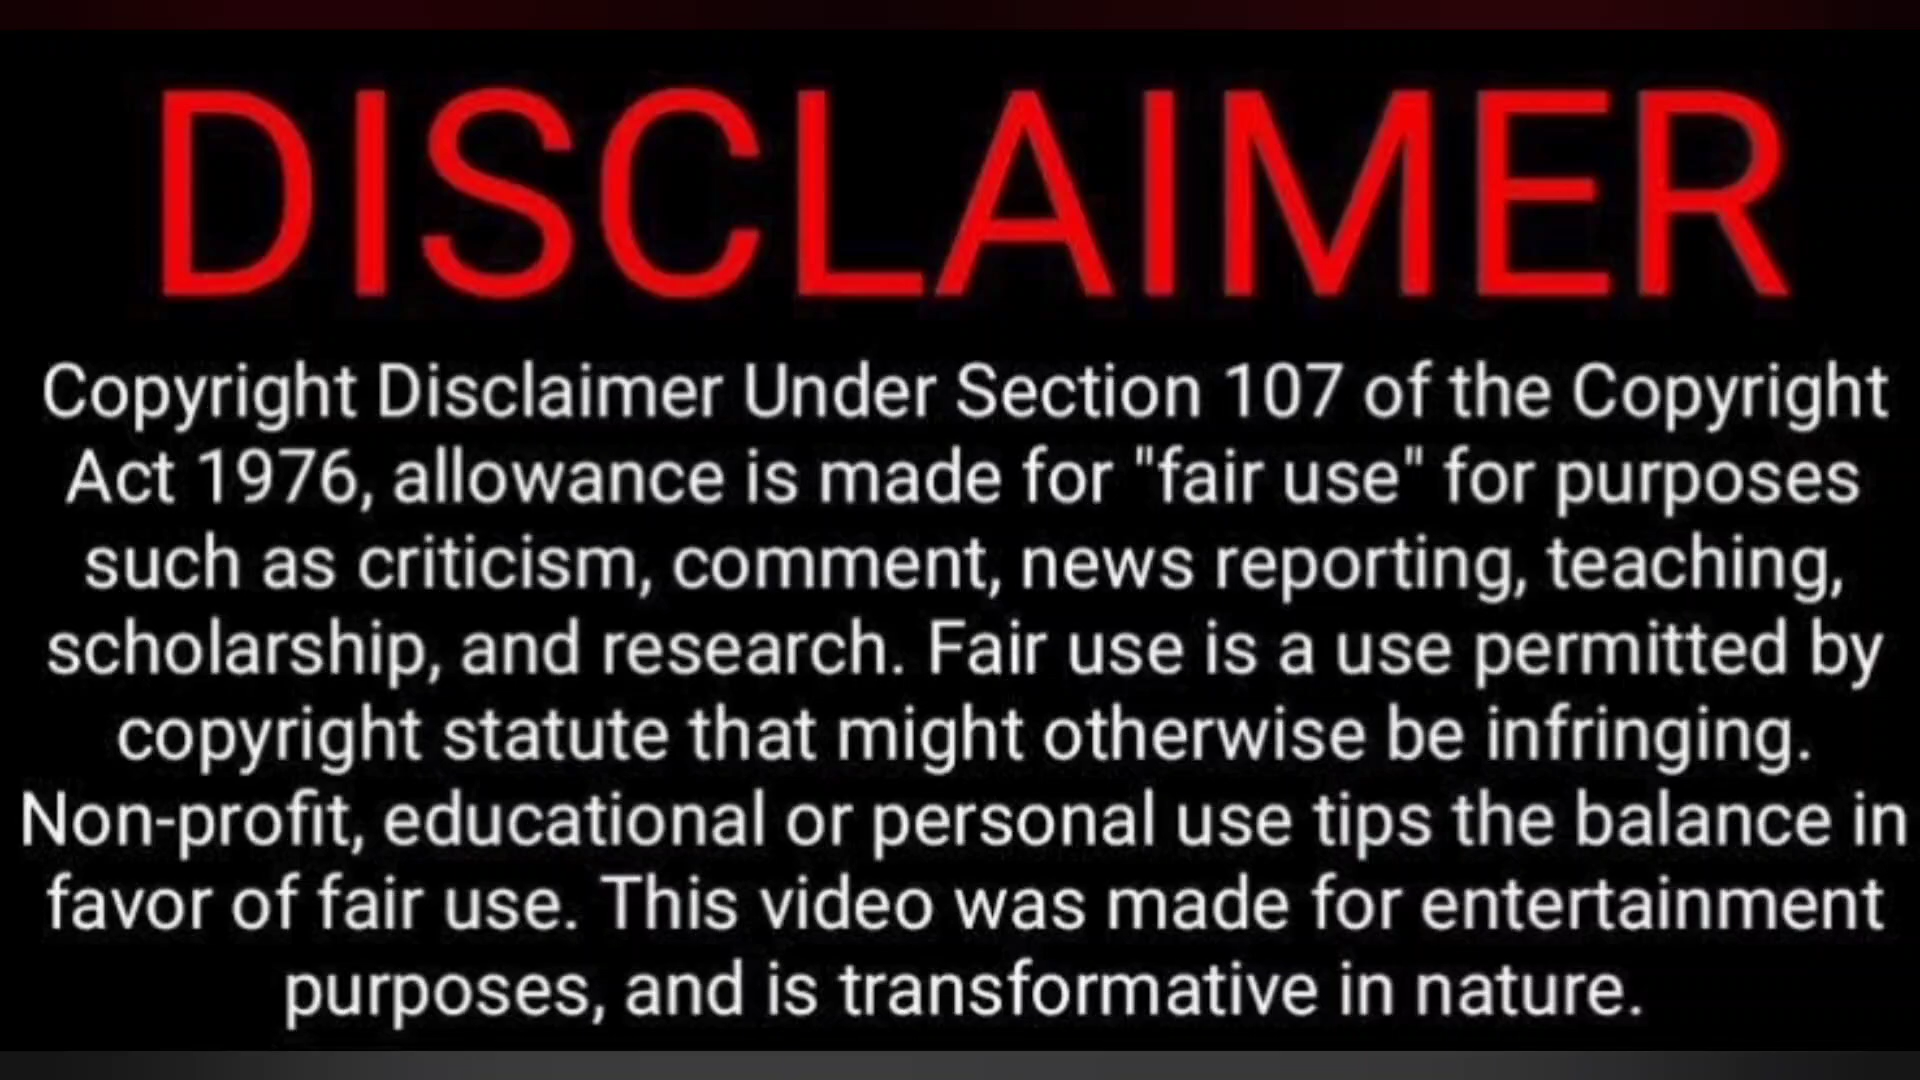 DISCLAIMER
Copyright Disclaimer Under Section 107 of the Copyright
Act 1976, allowance is made for "fair use" for purposes
such as criticism, comment, news reporting, teaching,
scholarship, and research. Fair use is a use permitted by
copyright statute that might otherwise be infringing.
Non-profit, educational or personal use tips the balance in
favor of fair use. This video was made for entertainment
purposes, and is transformative in nature.